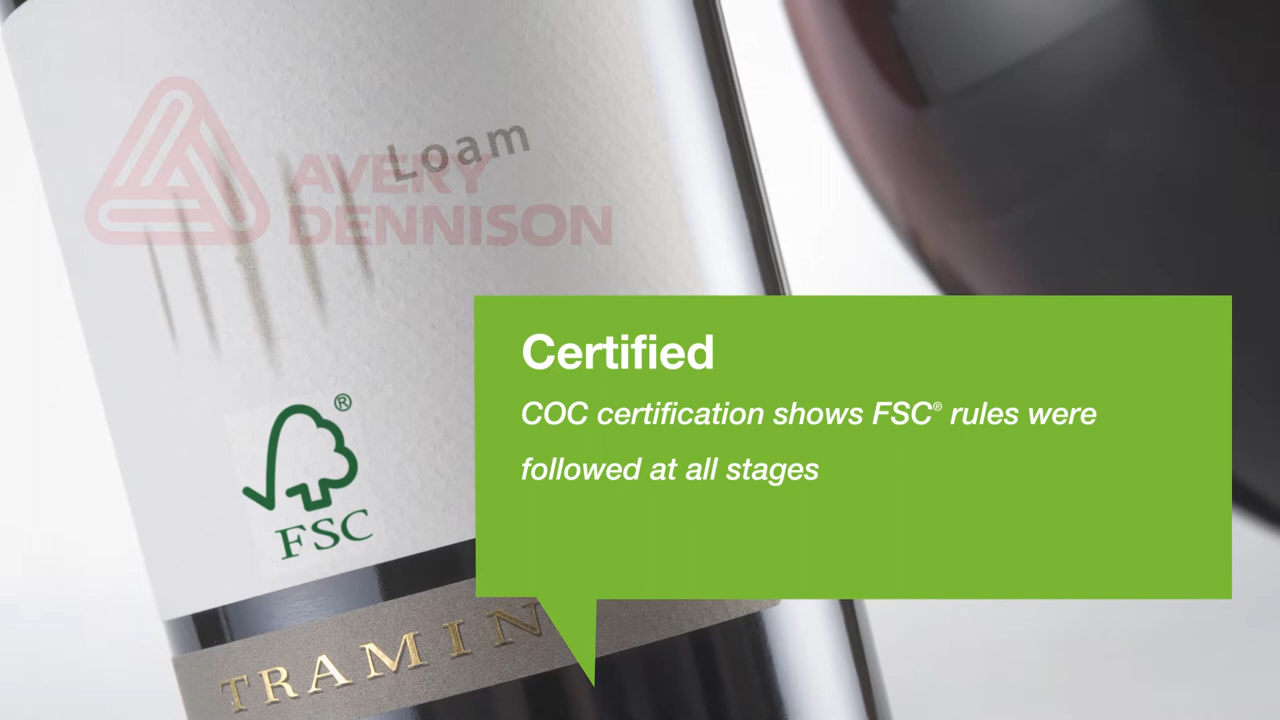 Loam
AVERY
DENNISON
Certified
COC certification shows FSC® rules were
followed at all stages
®
FSC
TRAMIN